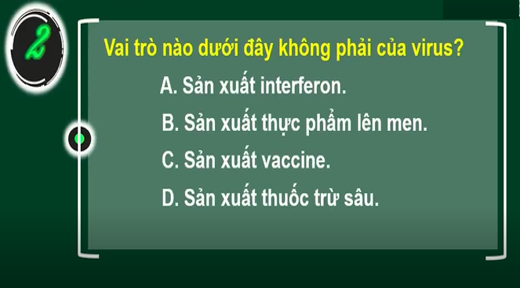 2
Vai trò nào dưới đây không phải của virus?
A. Sản xuất interferon.
B. Sản xuất thực phẩm lên men.
C. Sản xuất vaccine.
D. Sản xuất thuốc trừ sâu.